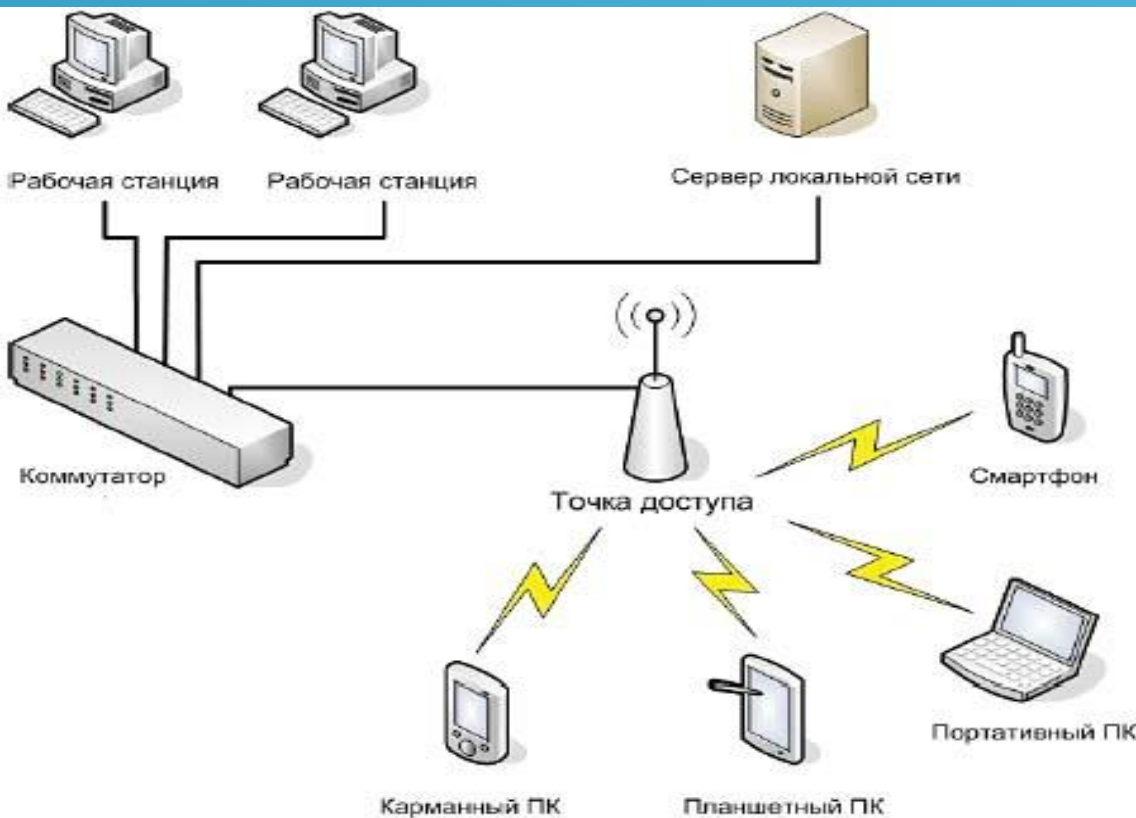 Рабочая станция
Рабочая станция
Сервер локальной сети
Коммутатор
Точка доступа
Смартфон
Портативный ПК
Карманный ПК
Планшетный ПК